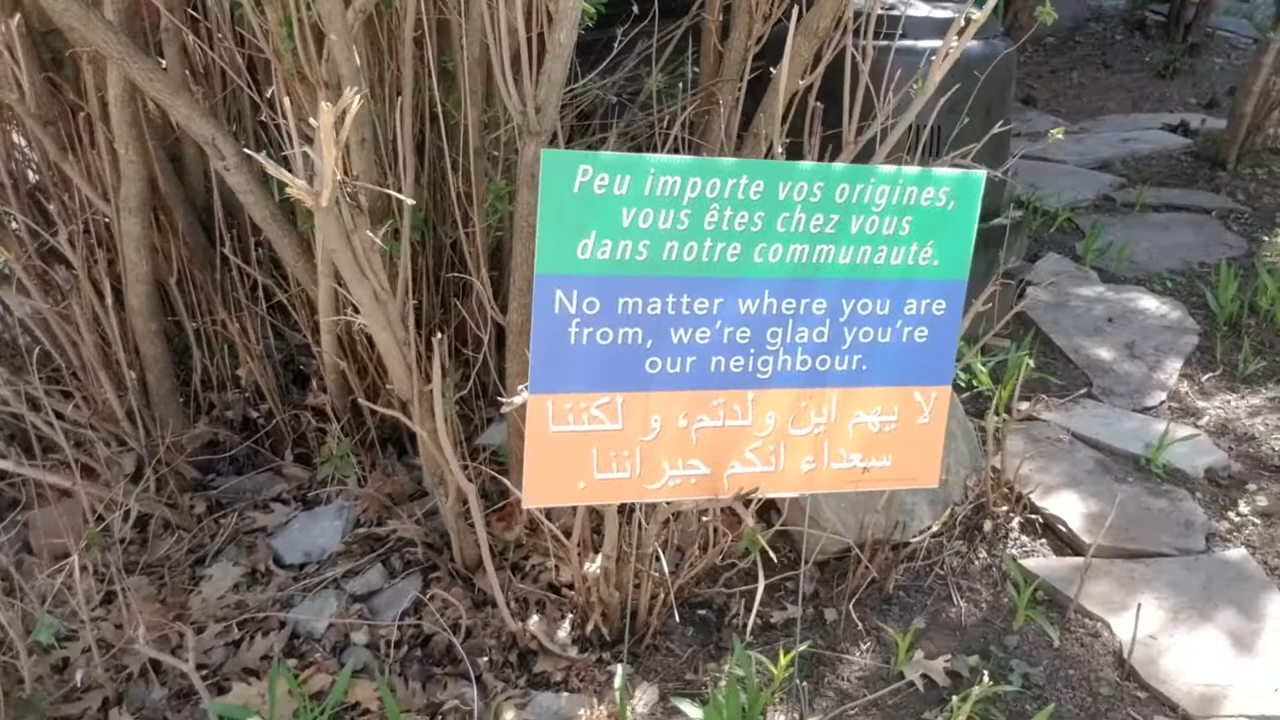 Peu importe vos origines,
vous êtes chez vous
dans notre communauté.
No matter where you are
from, we're glad you're
our neighbour.
لا يهم اين ولدتم، و لكننا
سعداء انكم جيراننا.